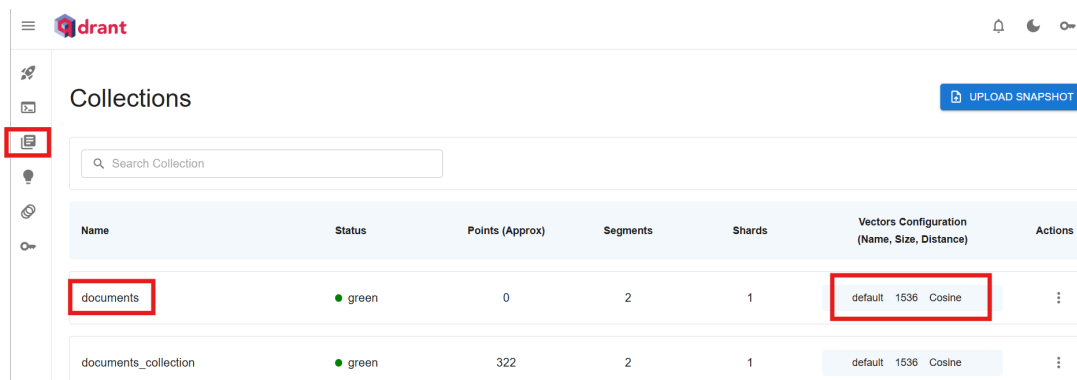 qdrant
Collections
UPLOAD SNAPSHOT
Search Collection
Name Status Points (Approx) Segments Shards Vectors Configuration (Name, Size, Distance) Actions
documents green 0 2 1 default 1536 Cosine
documents_collection green 322 2 1 default 1536 Cosine